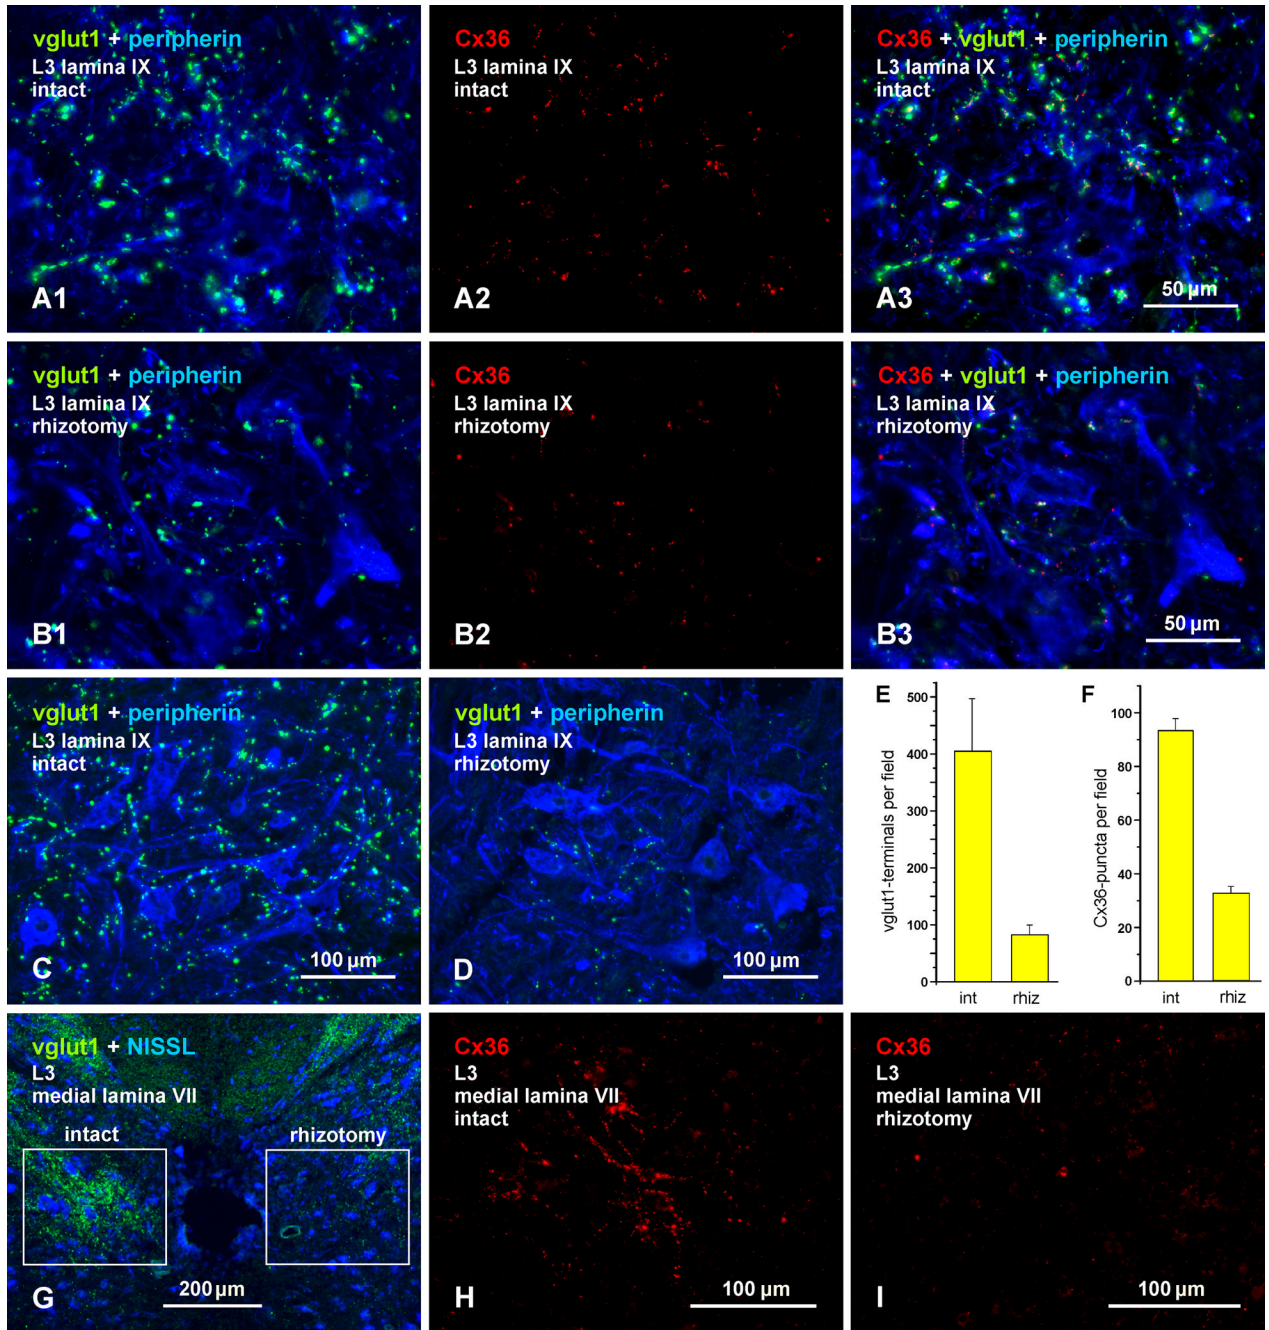 vglut1 + peripherin
L3 lamina IX
intact
A1
Cx36
L3 lamina IX
intact
A2
Cx36 + vglut1 + peripherin
L3 lamina IX
intact
50 µm
A3
vglut1 + peripherin
L3 lamina IX
rhizotomy
B1
Cx36
L3 lamina IX
rhizotomy
B2
Cx36 + vglut1 + peripherin
L3 lamina IX
rhizotomy
50 µm
B3
vglut1 + peripherin
L3 lamina IX
intact
100 µm
C
vglut1 + peripherin
L3 lamina IX
rhizotomy
100 µm
D
E
vglut1-terminals per field
500
400
300
200
100
0
int rhiz
F
Cx36-puncta per field
100
80
60
40
20
0
int rhiz
vglut1 + NISSL
L3
medial lamina VII
intact
rhizotomy
200 µm
G
Cx36
L3
medial lamina VII
intact
100 µm
H
Cx36
L3
medial lamina VII
rhizotomy
100 µm
I